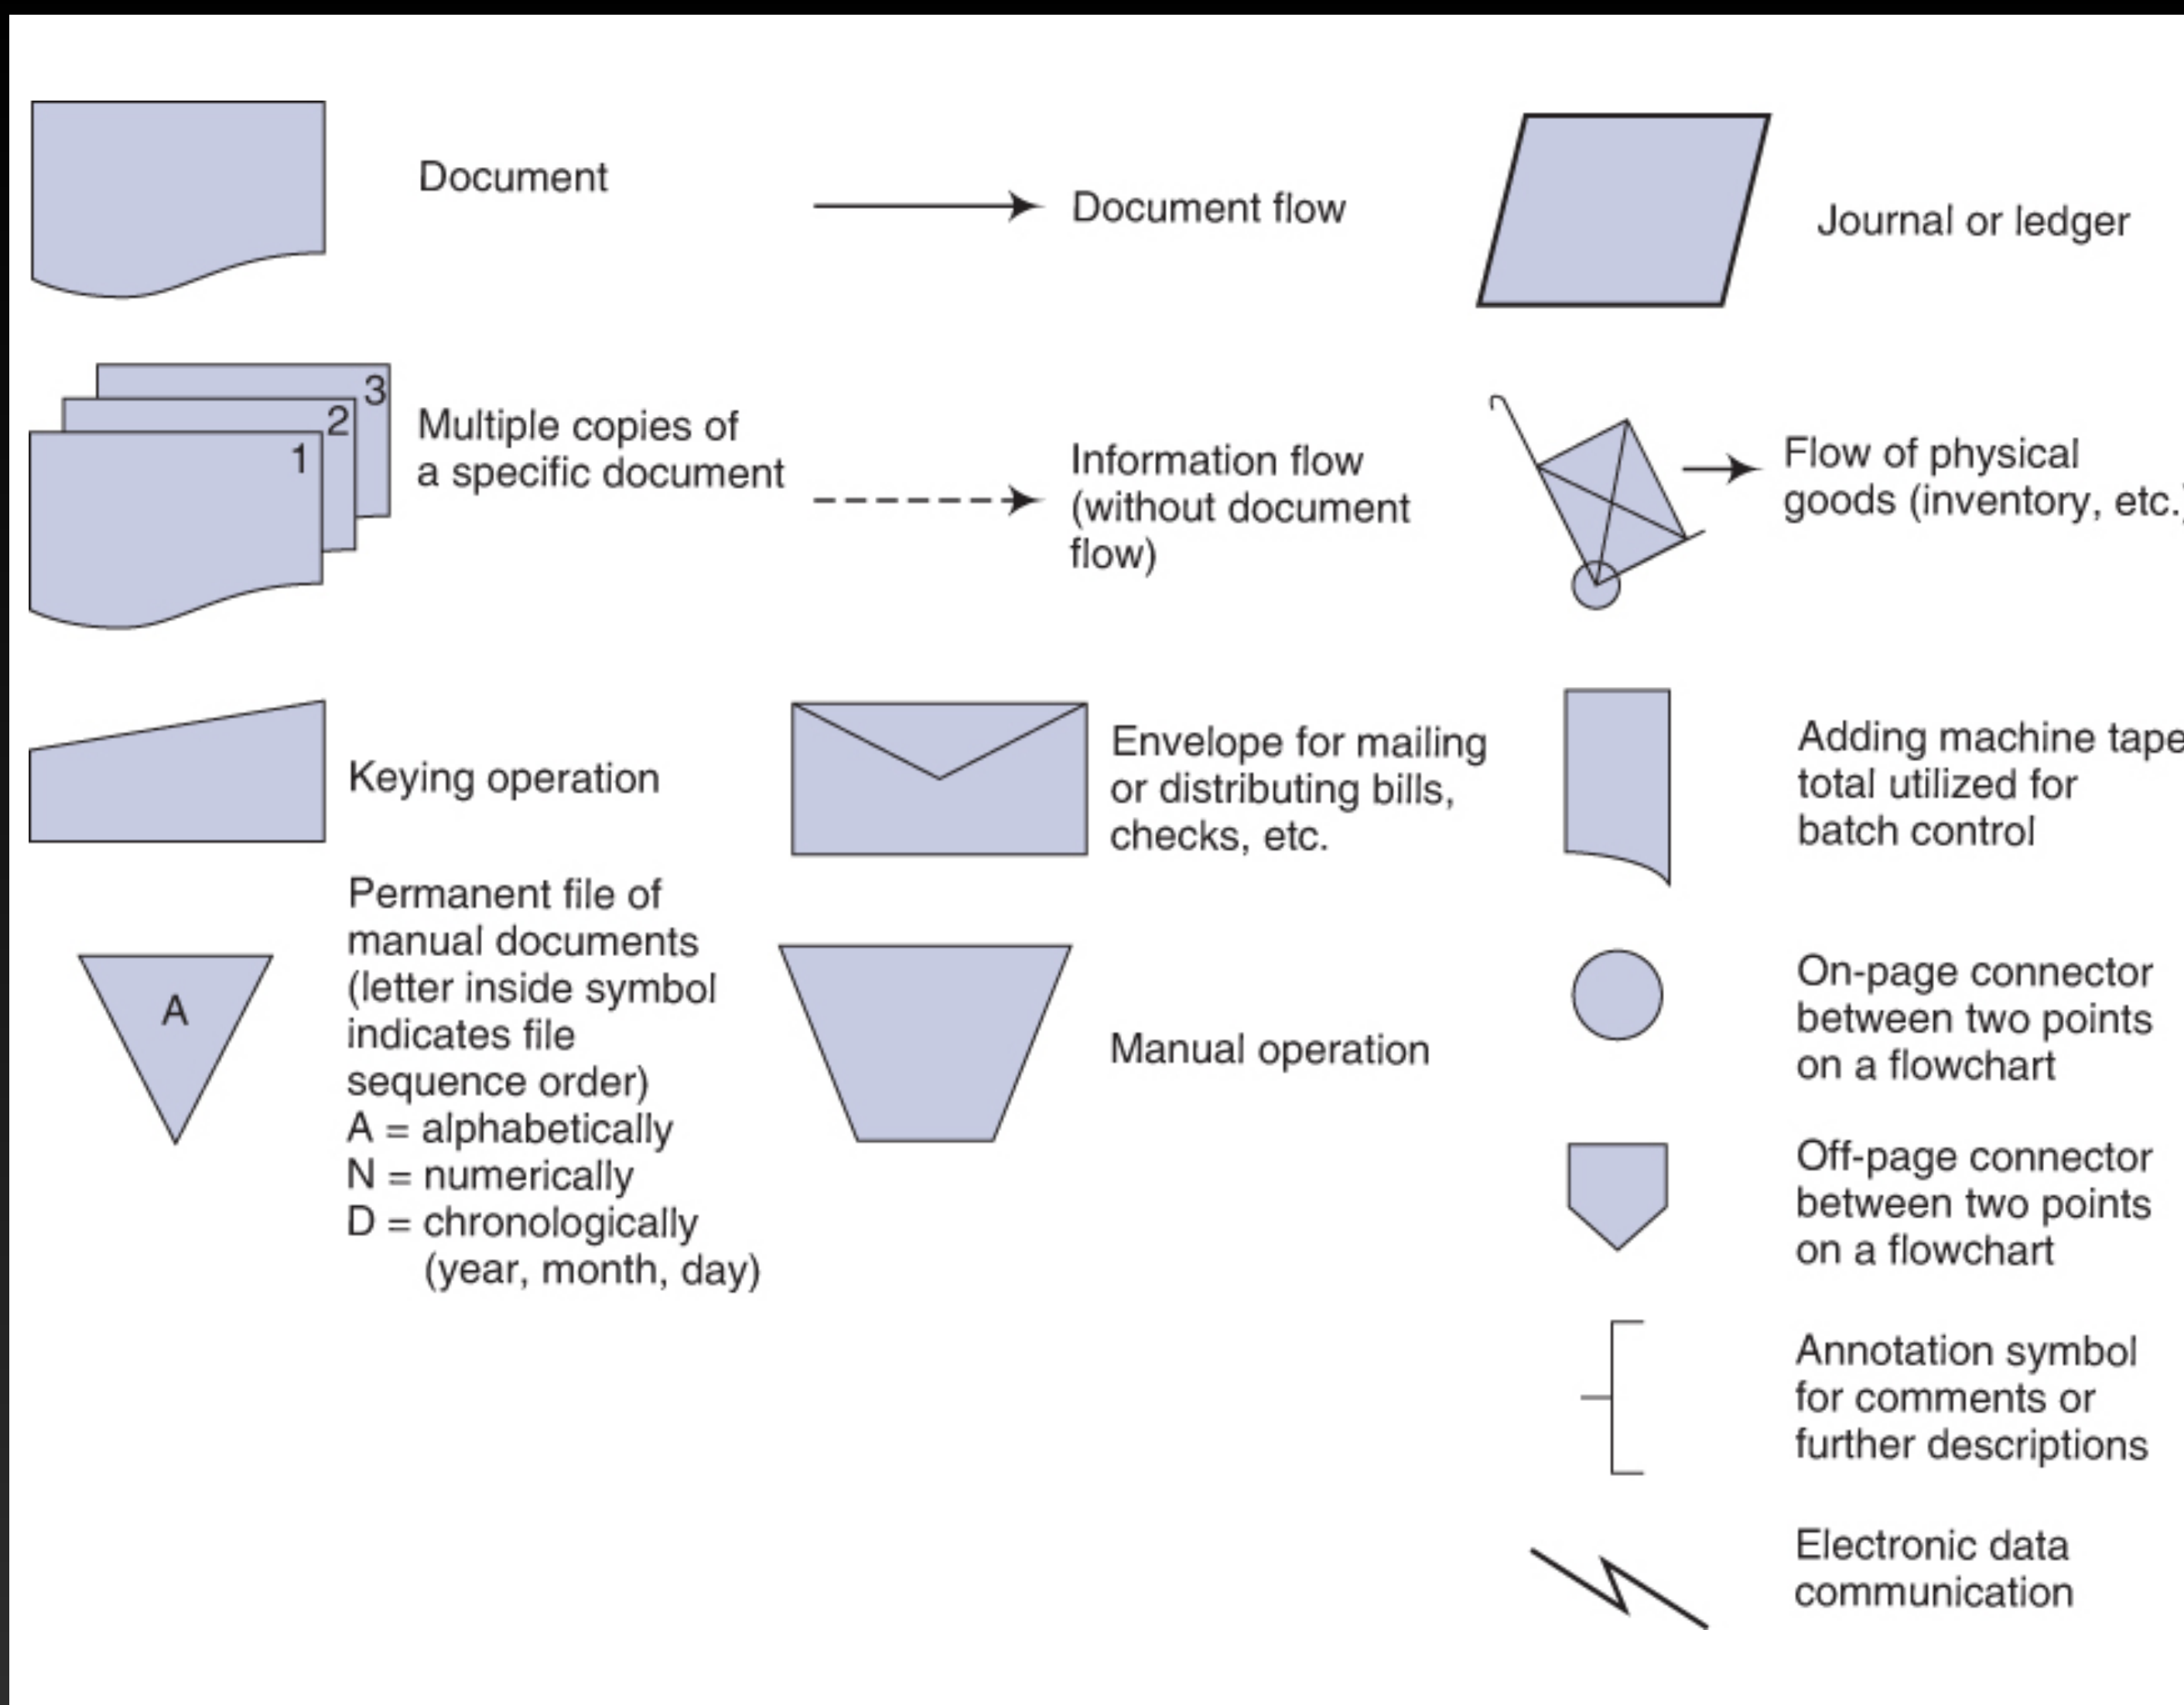 Document
Document flow
Journal or ledger
3
2
1
Multiple copies of
a specific document
Information flow
(without document
flow)
Flow of physical
goods (inventory, etc.)
Keying operation
Envelope for mailing
or distributing bills,
checks, etc.
Adding machine tape
total utilized for
batch control
A
Permanent file of
manual documents
(letter inside symbol
indicates file
sequence order)
A = alphabetically
N = numerically
D = chronologically
(year, month, day)
Manual operation
On-page connector
between two points
on a flowchart
Off-page connector
between two points
on a flowchart
Annotation symbol
for comments or
further descriptions
Electronic data
communication